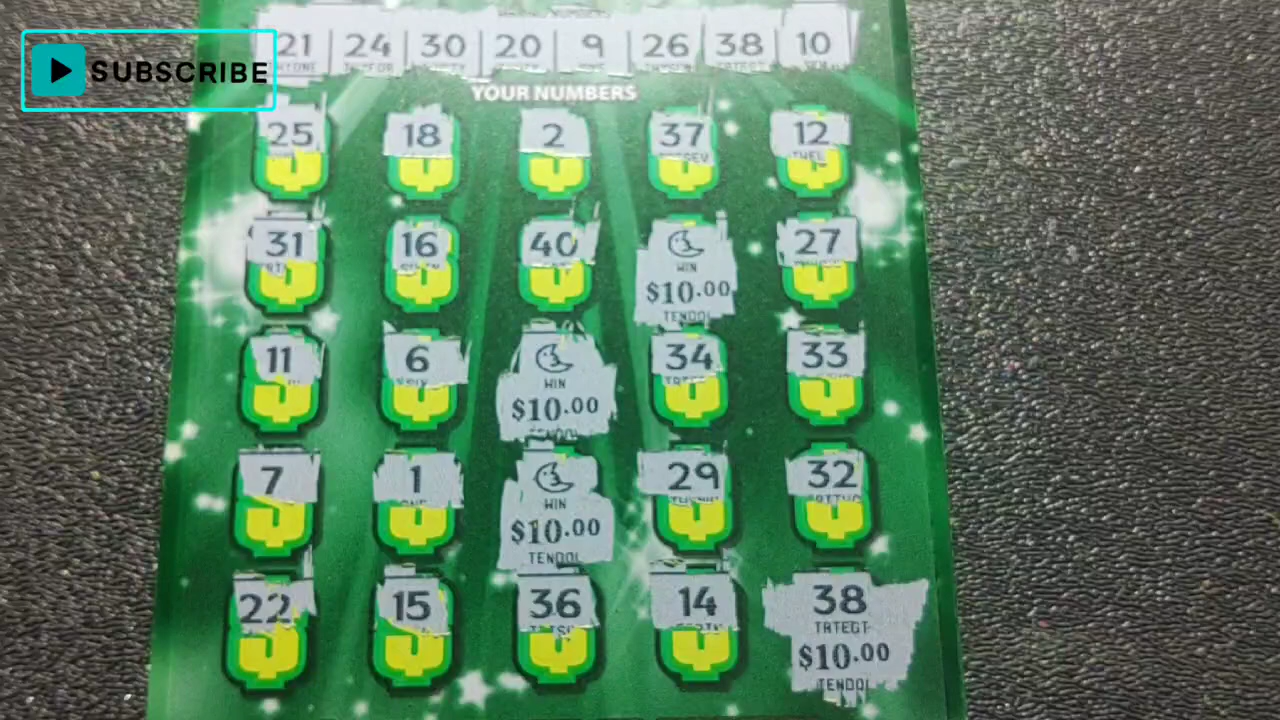 SUBSCRIBE
21 24 30 20 9 26 38 10
YOUR NUMBERS
25 18 2 37 12
31 16 40 WIN 27
$10.00
TENDOL
11 6 WIN 34 33
$10.00
7 1 WIN 29 32
$10.00
TENDOL
22 15 36 14 38
TRTEGT
$10.00
TENDOL